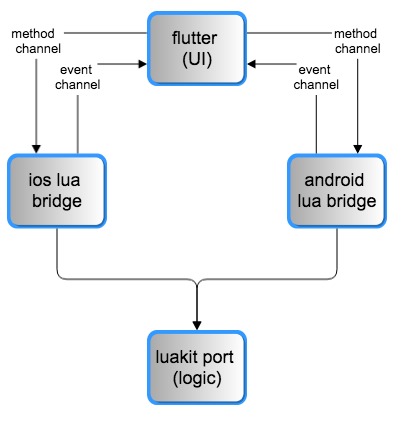 flutter
(UI)
method
channel
event
channel
method
channel
event
channel
ios lua
bridge
android
lua bridge
luakit port
(logic)